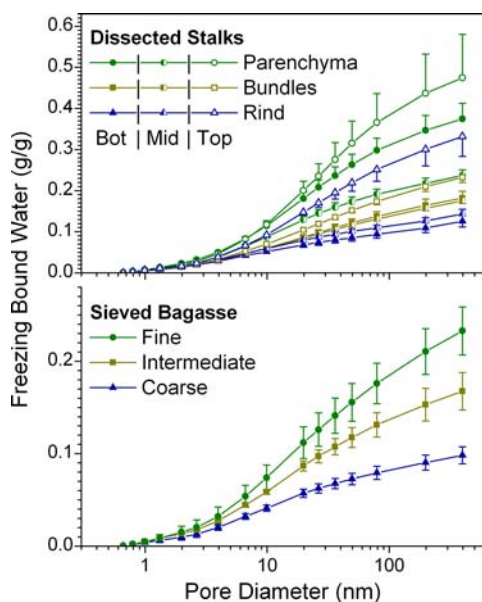 Dissected Stalks
Parenchyma
Bundles
Rind
Bot | Mid | Top
0.6
0.5
0.4
0.3
0.2
0.1
0.0
Freezing Bound Water (g/g)
Sieved Bagasse
Fine
Intermediate
Coarse
0.2
0.1
0.0
1 10 100
Pore Diameter (nm)